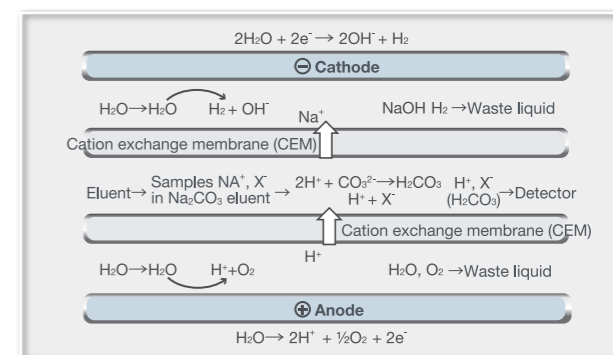 2H₂O + 2e⁻ → 2OH⁻ + H₂
⊖ Cathode
H₂O→H₂O H₂ + OH⁻ Na⁺ NaOH H₂ →Waste liquid
Cation exchange membrane (CEM)
Eluent→ Samples NA⁺, X⁻ in Na₂CO₃ eluent → 2H⁺ + CO₃²⁻→H₂CO₃ H⁺, X⁻
H⁺ + X⁻ (H₂CO₃) →Detector
Cation exchange membrane (CEM)
H⁺
H₂O→H₂O H⁺+O₂ H₂O, O₂ →Waste liquid
⊕ Anode
H₂O→ 2H⁺ + ½O₂ + 2e⁻